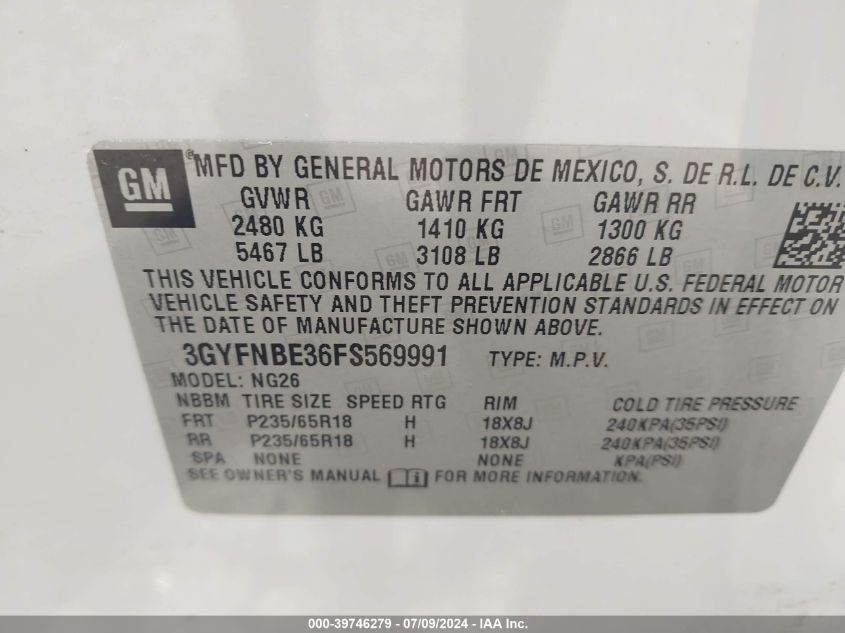 GM
® MFD BY GENERAL MOTORS DE MEXICO, S. DE R.L. DE C.V.
GVWR GAWR FRT GAWR RR
2480 KG 1410 KG 1300 KG
5467 LB 3108 LB 2866 LB
THIS VEHICLE CONFORMS TO ALL APPLICABLE U.S. FEDERAL MOTOR
VEHICLE SAFETY AND THEFT PREVENTION STANDARDS IN EFFECT ON
THE DATE OF MANUFACTURE SHOWN ABOVE.
3GYFNBE36FS569991 TYPE: M.P.V.
MODEL: NG26
NBBM TIRE SIZE SPEED RTG RIM COLD TIRE PRESSURE
FRT P235/65R18 H 18X8J 240KPA(35PSI)
RR P235/65R18 H 18X8J 240KPA(35PSI)
SPA NONE NONE KPA(PSI)
SEE OWNER'S MANUAL FOR MORE INFORMATION.
000-39746279 - 07/09/2024 - IAA Inc.